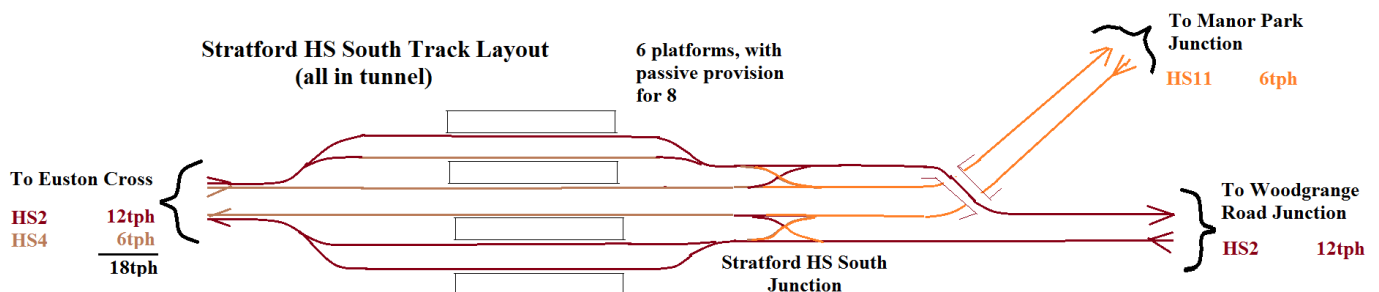 Stratford HS South Track Layout
(all in tunnel)
6 platforms, with
passive provision
for 8
To Manor Park
Junction
HS11 6tph
To Euston Cross
HS2 12tph
HS4 6tph
18tph
To Woodgrange
Road Junction
HS2 12tph
Stratford HS South
Junction